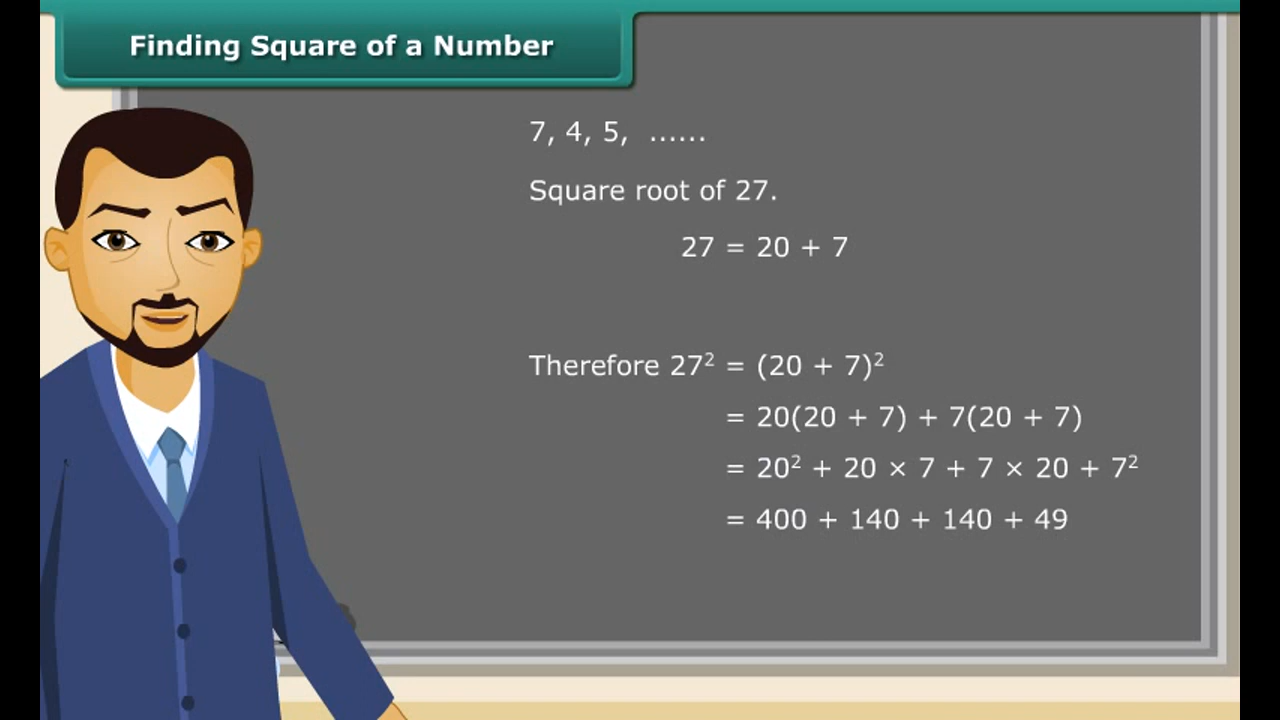 Finding Square of a Number
7, 4, 5, ......
Square root of 27.
27 = 20 + 7
Therefore 27² = (20 + 7)²
= 20(20 + 7) + 7(20 + 7)
= 20² + 20 × 7 + 7 × 20 + 7²
= 400 + 140 + 140 + 49